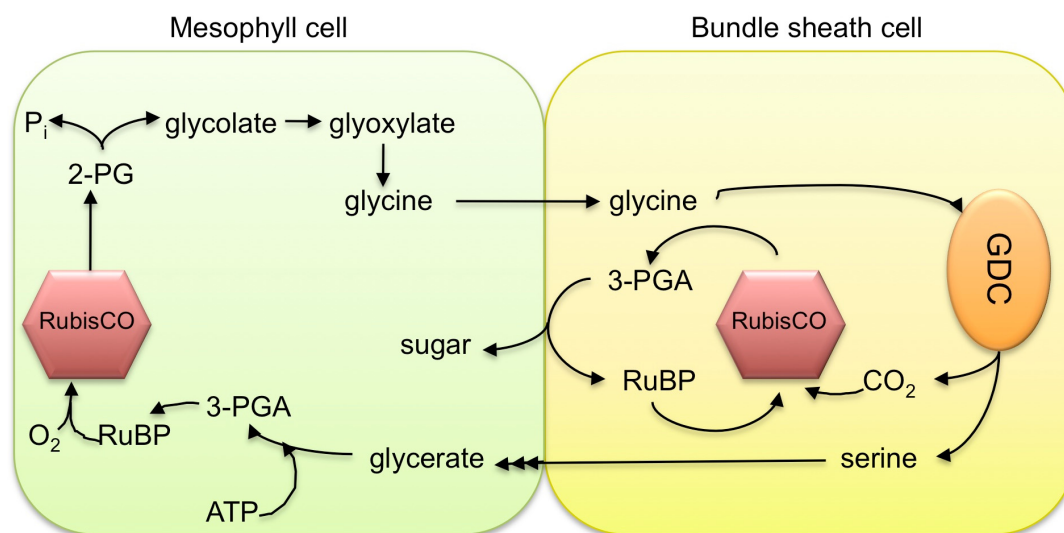 Mesophyll cell
Bundle sheath cell
Pi
glycolate
glyoxylate
2-PG
glycine
glycine
GDC
3-PGA
RubisCO
RubisCO
sugar
RuBP
CO2
3-PGA
O2
RuBP
glycerate
serine
ATP